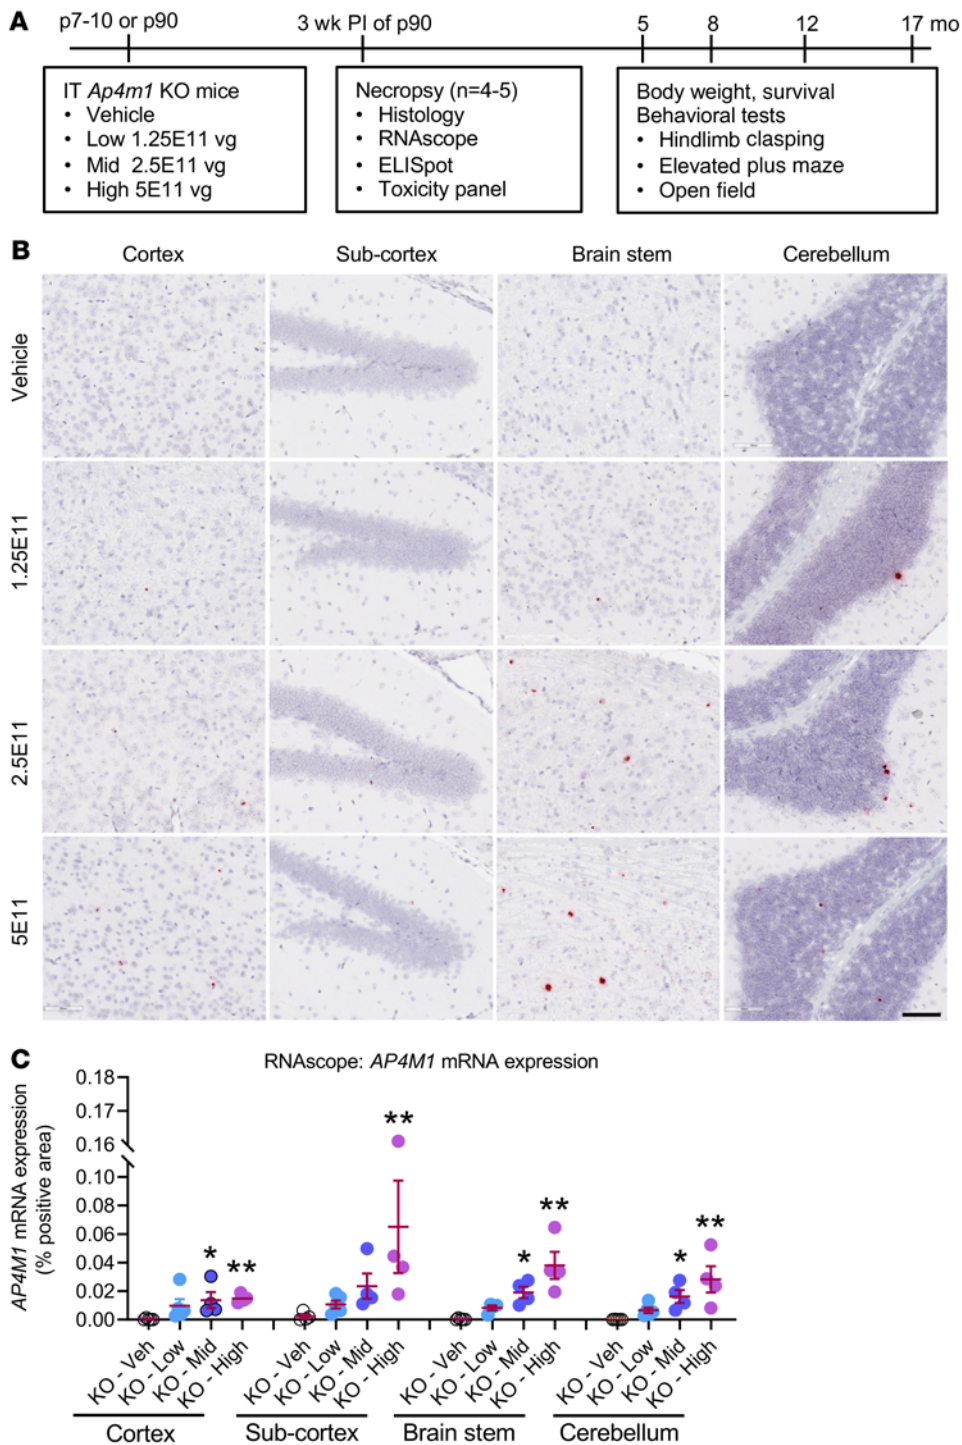 A
p7-10 or p90
3 wk PI of p90
5 8 12 17 mo
IT Ap4m1 KO mice
• Vehicle
• Low 1.25E11 vg
• Mid 2.5E11 vg
• High 5E11 vg
Necropsy (n=4-5)
• Histology
• RNAscope
• ELISpot
• Toxicity panel
Body weight, survival
Behavioral tests
• Hindlimb clasping
• Elevated plus maze
• Open field
B
Cortex Sub-cortex Brain stem Cerebellum
Vehicle
1.25E11
2.5E11
5E11
C
RNAscope: AP4M1 mRNA expression
AP4M1 mRNA expression
(% positive area)
0.18
0.17
0.16
0.10
0.08
0.06
0.04
0.02
0.00
* ** ** * ** * **
KO - Veh KO - Low KO - Mid KO - High KO - Veh KO - Low KO - Mid KO - High KO - Veh KO - Low KO - Mid KO - High KO - Veh KO - Low KO - Mid KO - High
Cortex Sub-cortex Brain stem Cerebellum